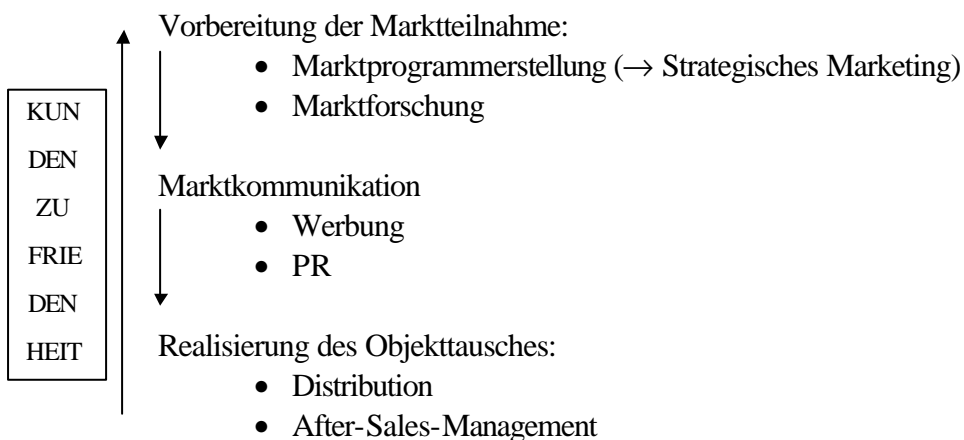 Vorbereitung der Marktteilnahme:
• Marktprogrammerstellung (→ Strategisches Marketing)
• Marktforschung
KUN
DEN
ZU
FRIE
DEN
HEIT
Marktkommunikation
• Werbung
• PR
Realisierung des Objekttausches:
• Distribution
• After-Sales-Management